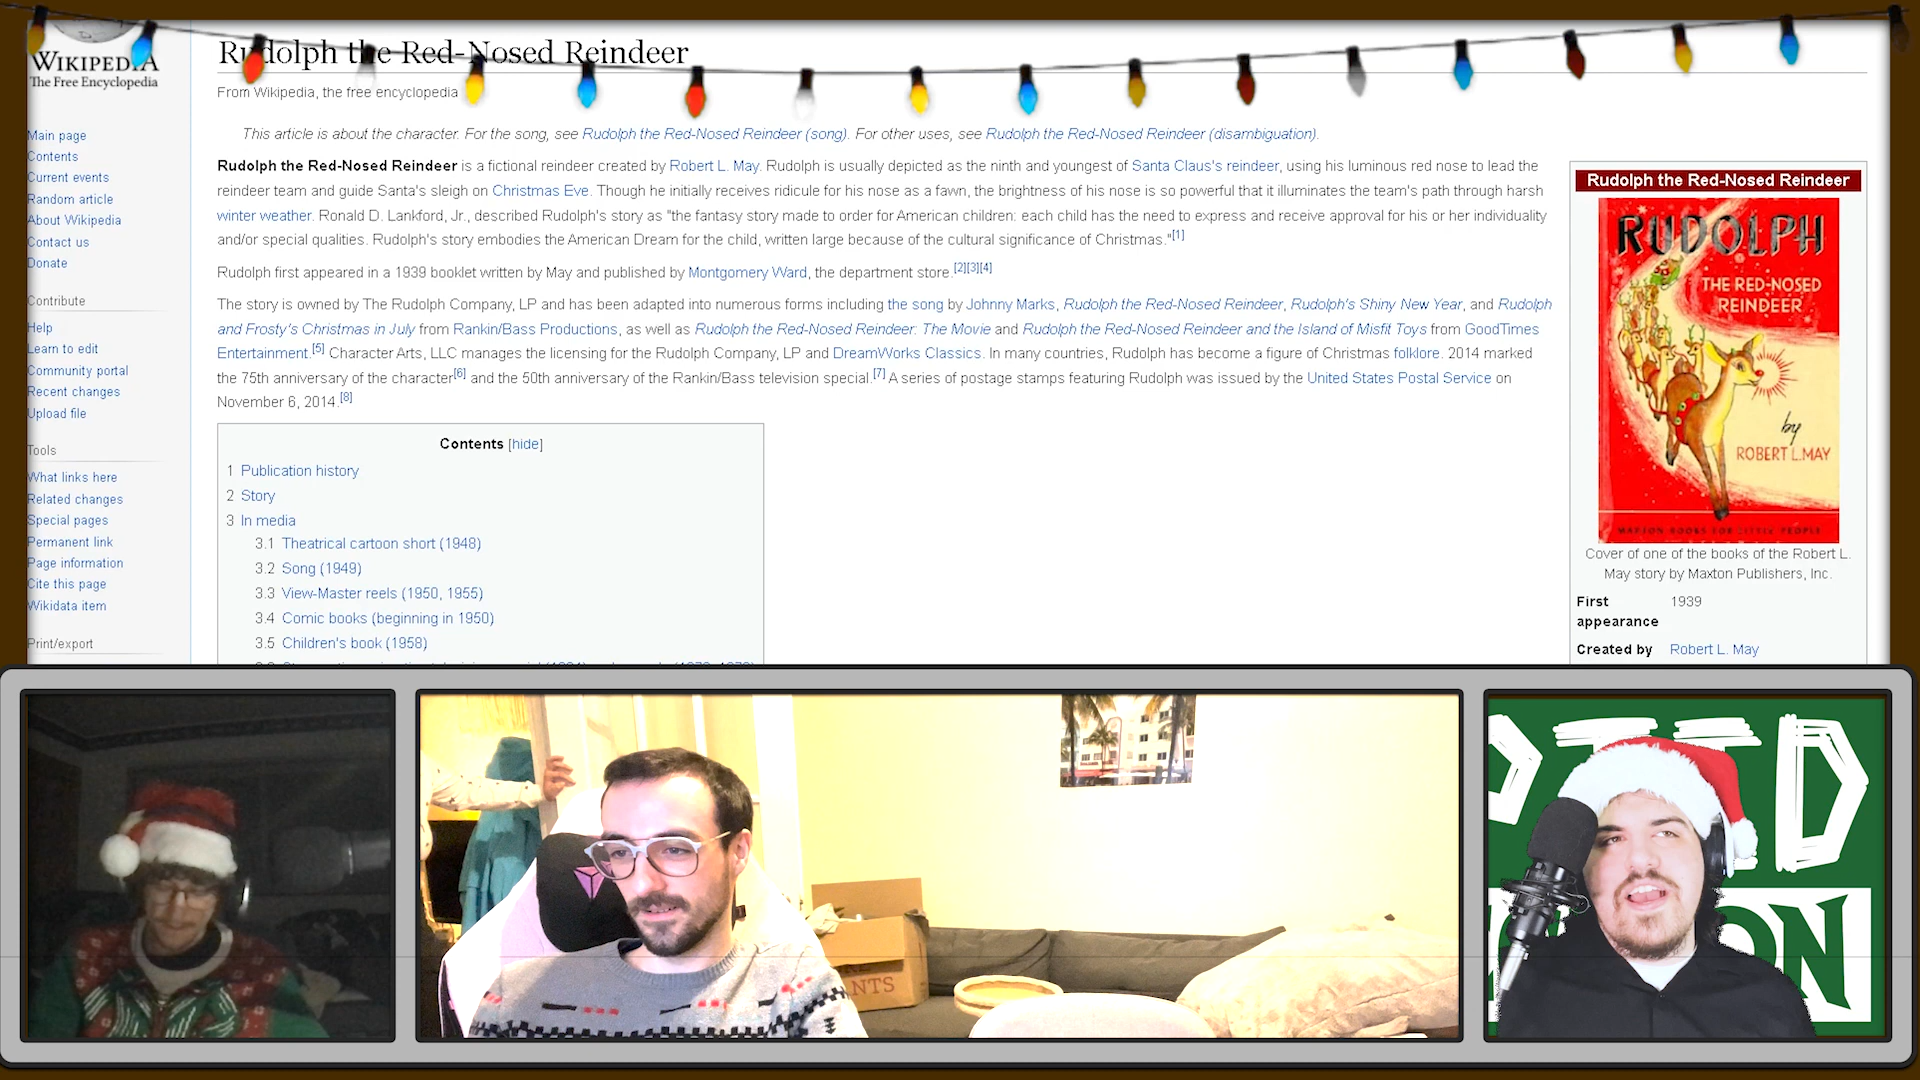 WIKIPEDIA
The Free Encyclopedia
Main page
Contents
Current events
Random article
About Wikipedia
Contact us
Donate
Contribute
Help
Learn to edit
Community portal
Recent changes
Upload file
Tools
What links here
Related changes
Special pages
Permanent link
Page information
Cite this page
Wikidata item
Print/export
Rudolph the Red-Nosed Reindeer
From Wikipedia, the free encyclopedia
This article is about the character. For the song, see Rudolph the Red-Nosed Reindeer (song). For other uses, see Rudolph the Red-Nosed Reindeer (disambiguation).
Rudolph the Red-Nosed Reindeer is a fictional reindeer created by Robert L. May. Rudolph is usually depicted as the ninth and youngest of Santa Claus's reindeer, using his luminous red nose to lead the
reindeer team and guide Santa's sleigh on Christmas Eve. Though he initially receives ridicule for his nose as a fawn, the brightness of his nose is so powerful that it illuminates the team's path through harsh
winter weather. Ronald D. Lankford, Jr., described Rudolph's story as "the fantasy story made to order for American children: each child has the need to express and receive approval for his or her individuality
and/or special qualities. Rudolph's story embodies the American Dream for the child, written large because of the cultural significance of Christmas."[1]
Rudolph first appeared in a 1939 booklet written by May and published by Montgomery Ward, the department store.[2][3][4]
The story is owned by The Rudolph Company, LP and has been adapted into numerous forms including the song by Johnny Marks, Rudolph the Red-Nosed Reindeer, Rudolph's Shiny New Year, and Rudolph
and Frosty's Christmas in July from Rankin/Bass Productions, as well as Rudolph the Red-Nosed Reindeer: The Movie and Rudolph the Red-Nosed Reindeer and the Island of Misfit Toys from GoodTimes
Entertainment.[5] Character Arts, LLC manages the licensing for the Rudolph Company, LP and DreamWorks Classics. In many countries, Rudolph has become a figure of Christmas folklore. 2014 marked
the 75th anniversary of the character[6] and the 50th anniversary of the Rankin/Bass television special.[7] A series of postage stamps featuring Rudolph was issued by the United States Postal Service on
November 6, 2014.[8]
Contents [hide]
1 Publication history
2 Story
3 In media
3.1 Theatrical cartoon short (1948)
3.2 Song (1949)
3.3 View-Master reels (1950, 1955)
3.4 Comic books (beginning in 1950)
3.5 Children's book (1958)
Rudolph the Red-Nosed Reindeer
RUDOLPH
THE RED-NOSED
REINDEER
by
ROBERT L. MAY
MAXTON BOOKS FOR LITTLE PEOPLE
Cover of one of the books of the Robert L.
May story by Maxton Publishers, Inc.
First appearance 1939
Created by Robert L. May